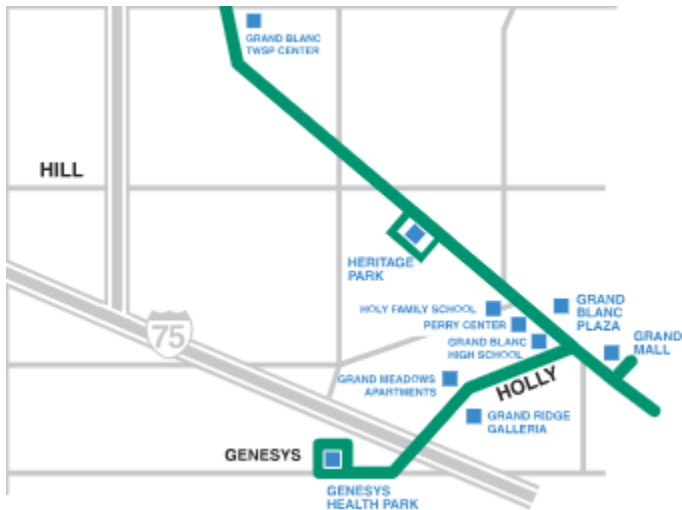 GRAND BLANC
TWSP CENTER
HILL
HERITAGE
PARK
HOLY FAMILY SCHOOL
PERRY CENTER
GRAND BLANC
HIGH SCHOOL
GRAND
BLANC
PLAZA
GRAND
MALL
75
GRAND MEADOWS
APARTMENTS
HOLLY
GRAND RIDGE
GALLERIA
GENESYS
GENESYS
HEALTH PARK